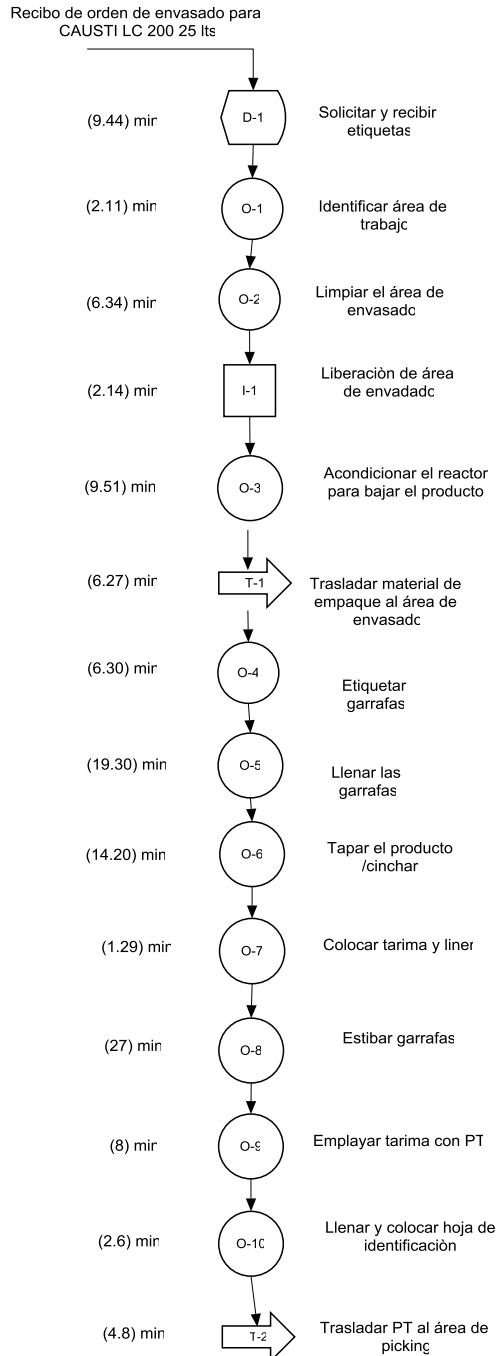 Recibo de orden de envasado para
CAUSTI LC 200 25 lts
(9.44) min
D-1
Solicitar y recibir
etiquetas
(2.11) min
O-1
Identificar área de
trabajo
(6.34) min
O-2
Limpiar el área de
envasado
(2.14) min
I-1
Liberaciòn de área
de envadado
(9.51) min
O-3
Acondicionar el reactor
para bajar el producto
(6.27) min
T-1
Trasladar material de
empaque al área de
envasado
(6.30) min
O-4
Etiquetar
garrafas
(19.30) min
O-5
Llenar las
garrafas
(14.20) min
O-6
Tapar el producto
/cinchar
(1.29) min
O-7
Colocar tarima y liner
(27) min
O-8
Estibar garrafas
(8) min
O-9
Emplayar tarima con PT
(2.6) min
O-10
Llenar y colocar hoja de
identificaciòn
(4.8) min
T-2
Trasladar PT al área de
picking